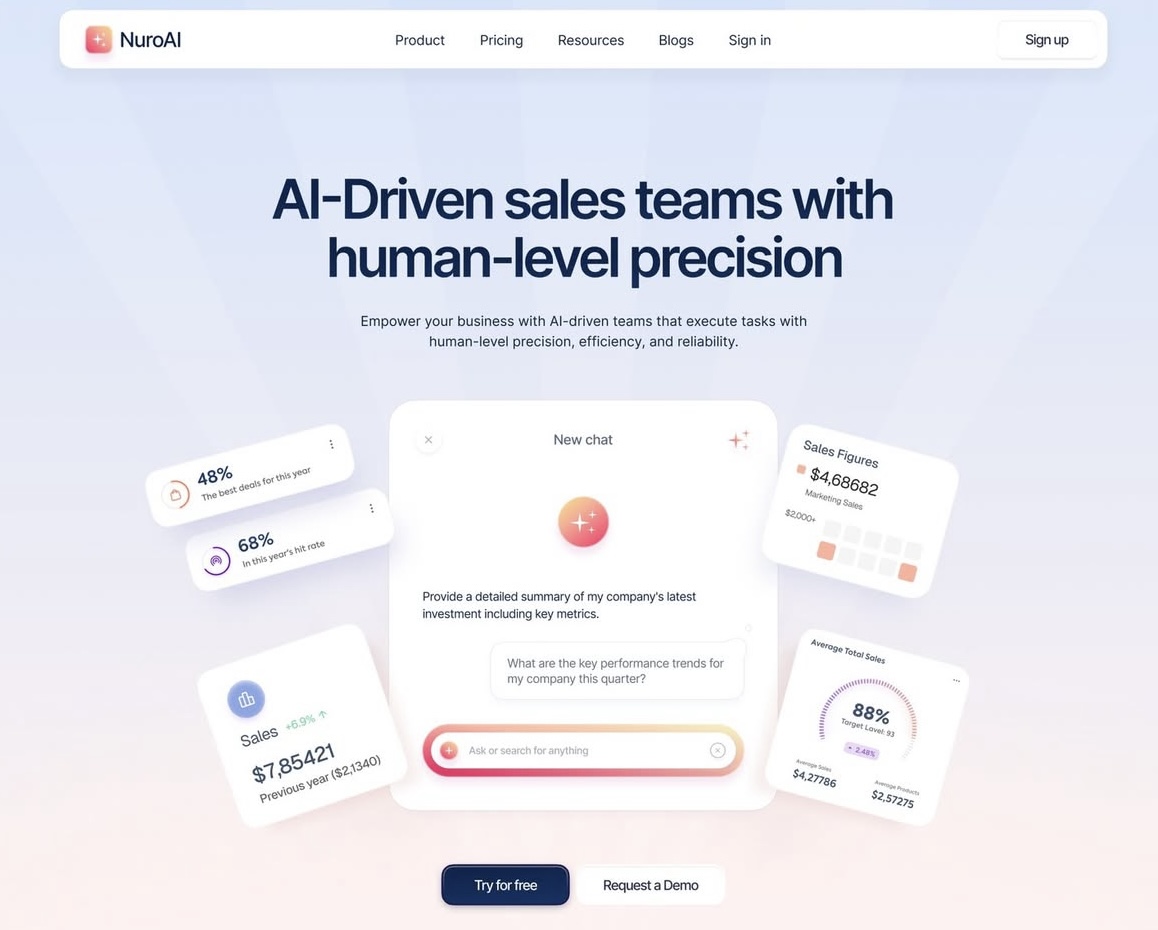 NuroAI
Product
Pricing
Resources
Blogs
Sign in
Sign up
AI-Driven sales teams with
human-level precision
Empower your business with AI-driven teams that execute tasks with
human-level precision, efficiency, and reliability.
48%
The best deals for this year
68%
In this year's hit rate
Sales +6.9% ↑
$7,85421
Previous year ($2,1340)
New chat
Provide a detailed summary of my company's latest
investment including key metrics.
What are the key performance trends for
my company this quarter?
Ask or search for anything
Sales Figures
$4,68682
Marketing Sales
$2,000+
Average Total Sales
88%
Target Lavel: 93
2.48%
Average Sales
$4,27786
Average Products
$2,57275
Try for free
Request a Demo